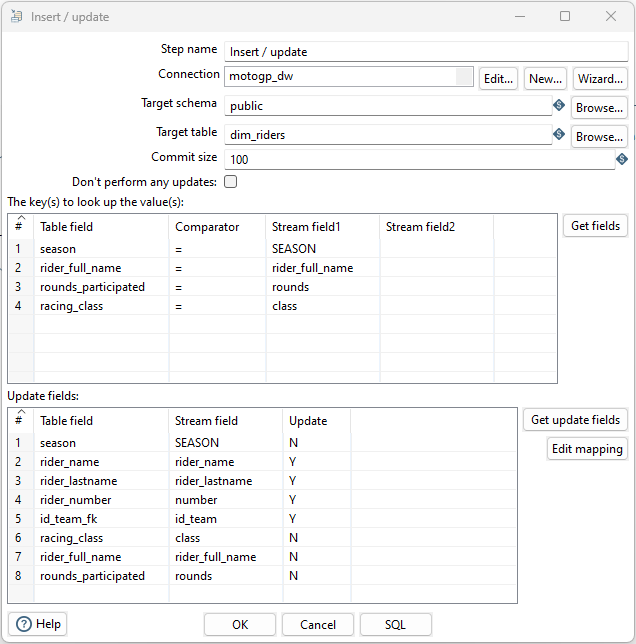 Insert / update
Step name Insert / update
Connection motogp_dw Edit... New... Wizard...
Target schema public S Browse...
Target table dim_riders S Browse...
Commit size 100 S
Don't perform any updates:
The key(s) to look up the value(s):
# Table field Comparator Stream field1 Stream field2 Get fields
1 season = SEASON
2 rider_full_name = rider_full_name
3 rounds_participated = rounds
4 racing_class = class
Update fields:
# Table field Stream field Update Get update fields
1 season SEASON N Edit mapping
2 rider_name rider_name Y
3 rider_lastname rider_lastname Y
4 rider_number number Y
5 id_team_fk id_team Y
6 racing_class class N
7 rider_full_name rider_full_name N
8 rounds_participated rounds N
? Help OK Cancel SQL